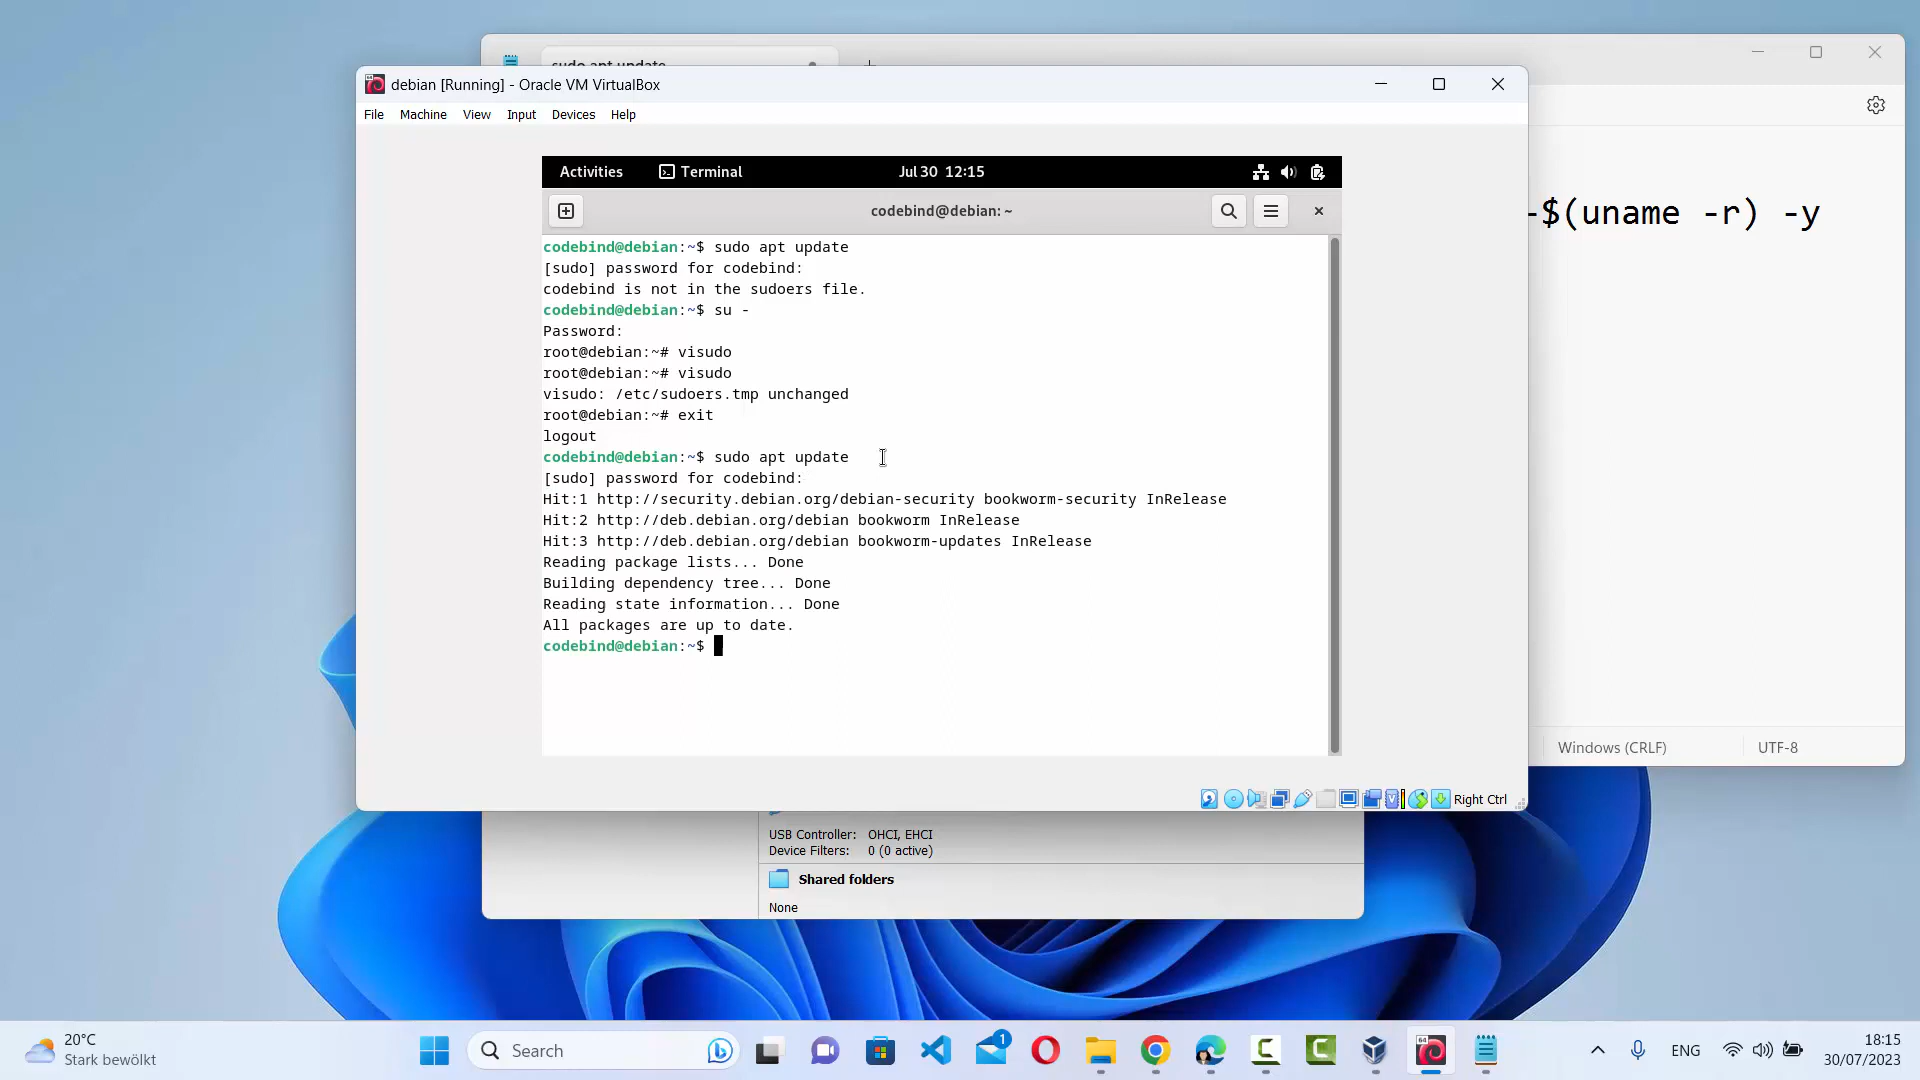 sudo apt update
debian [Running] - Oracle VM VirtualBox
File Machine View Input Devices Help
Activities Terminal Jul 30 12:15
codebind@debian: ~
-$(uname -r) -y
codebind@debian:~$ sudo apt update
[sudo] password for codebind:
codebind is not in the sudoers file.
codebind@debian:~$ su -
Password:
root@debian:~# visudo
root@debian:~# visudo
visudo: /etc/sudoers.tmp unchanged
root@debian:~# exit
logout
codebind@debian:~$ sudo apt update
[sudo] password for codebind:
Hit:1 http://security.debian.org/debian-security bookworm-security InRelease
Hit:2 http://deb.debian.org/debian bookworm InRelease
Hit:3 http://deb.debian.org/debian bookworm-updates InRelease
Reading package lists... Done
Building dependency tree... Done
Reading state information... Done
All packages are up to date.
codebind@debian:~$
Windows (CRLF) UTF-8
Right Ctrl
USB Controller: OHCI, EHCI
Device Filters: 0 (0 active)
Shared folders
None
20°C
Stark bewölkt
Search
1
64
ENG
18:15
30/07/2023